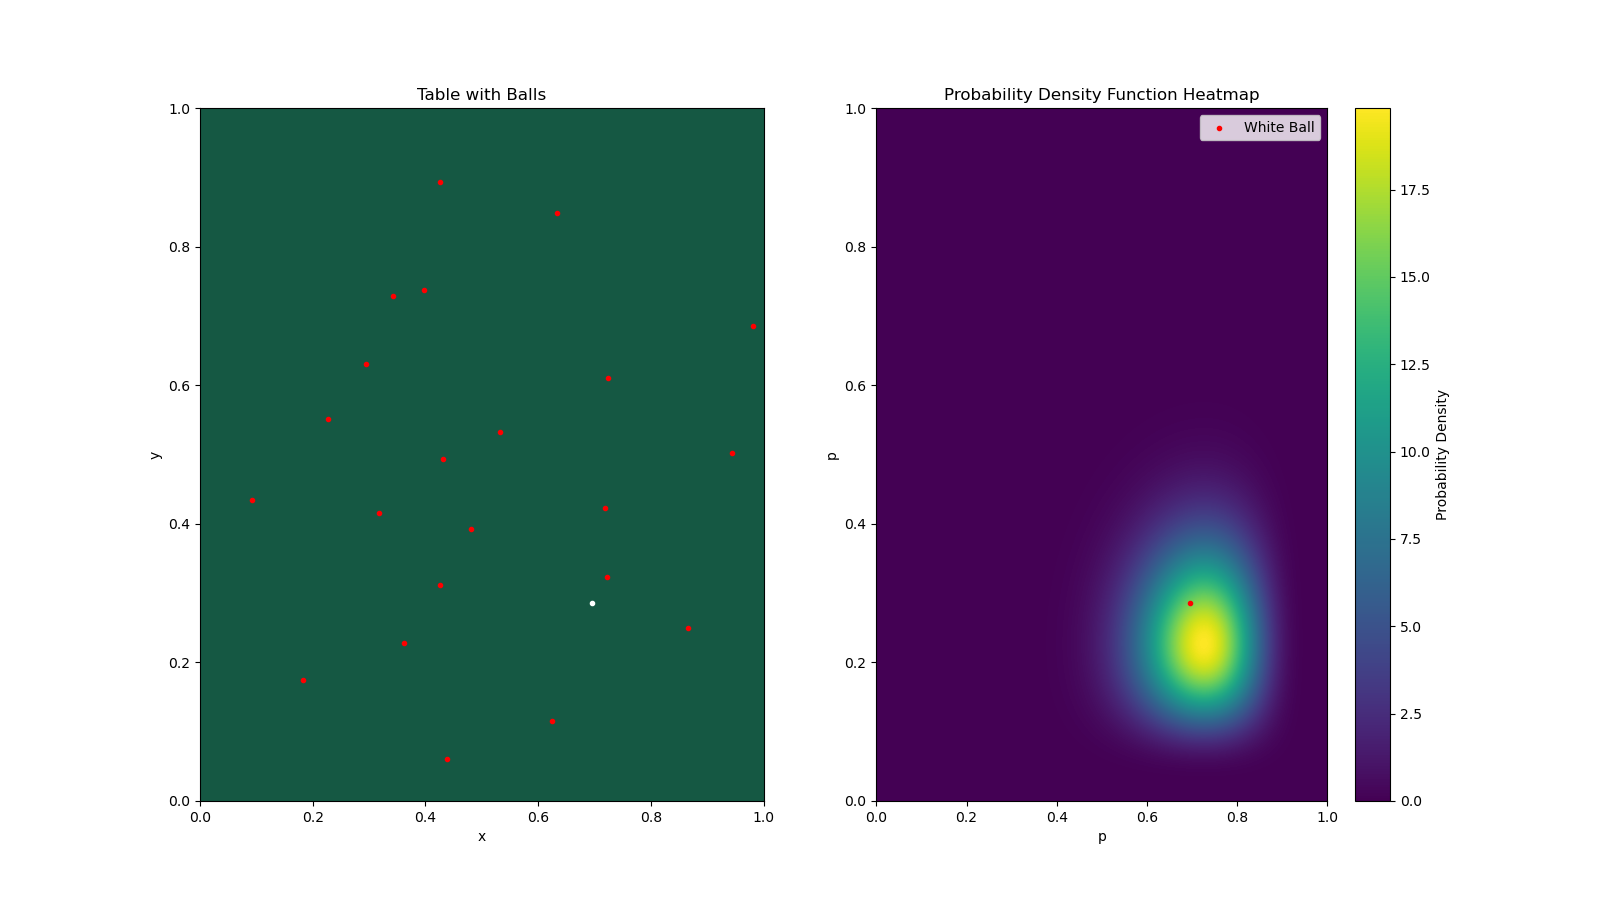 Table with Balls
1.0
0.8
0.6
0.4
0.2
0.0
y
0.0 0.2 0.4 0.6 0.8 1.0
x
Probability Density Function Heatmap
White Ball
1.0
0.8
0.6
0.4
0.2
0.0
p
0.0 0.2 0.4 0.6 0.8 1.0
p
17.5
15.0
12.5
10.0
7.5
5.0
2.5
0.0
Probability Density